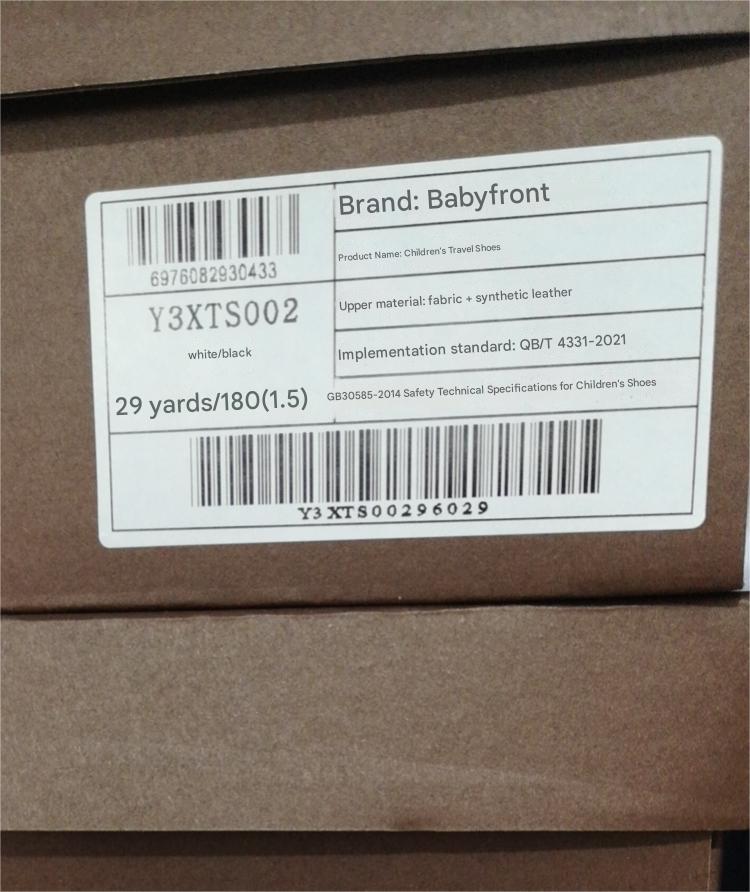 6976082930433
Y3XTS002
white/black
29 yards/180(1.5)
Brand: Babyfront
Product Name: Children's Travel Shoes
Upper material: fabric + synthetic leather
Implementation standard: QB/T 4331-2021
GB30585-2014 Safety Technical Specifications for Children's Shoes
Y3XTS00296029